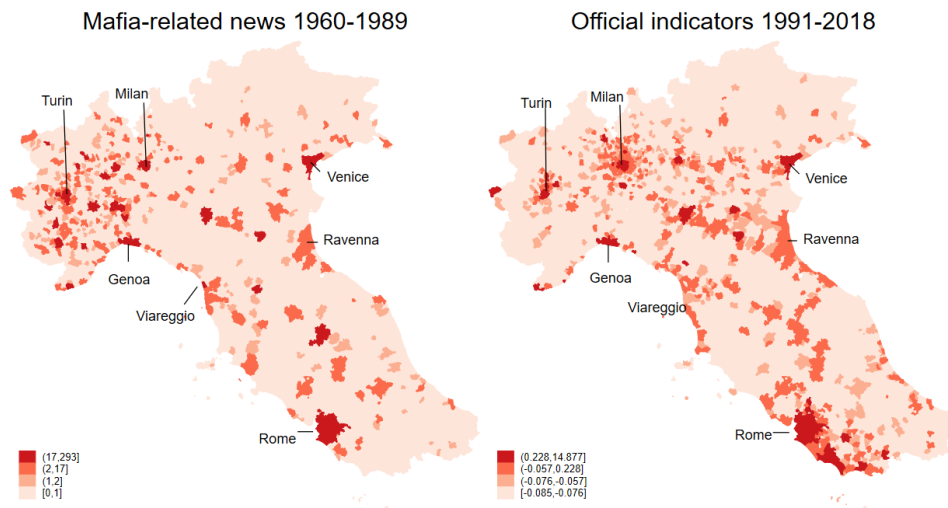 Mafia-related news 1960-1989
Turin
Milan
Venice
Ravenna
Genoa
Viareggio
Rome
(17,293]
(2,17]
(1,2]
[0,1]
Official indicators 1991-2018
Turin
Milan
Venice
Ravenna
Genoa
Viareggio
Rome
(0.228,14.877]
(-0.057,0.228]
(-0.076,-0.057]
[-0.085,-0.076]